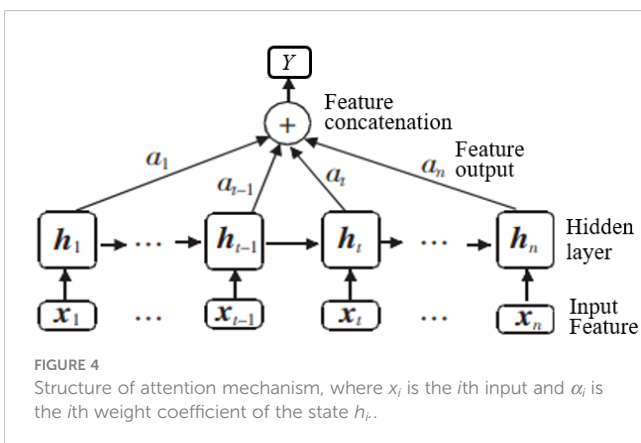 Y
Feature
concatenation
+
a₁ aₜ₋₁ aₜ aₙ Feature
output
h₁ … hₜ₋₁ hₜ … hₙ Hidden
layer
x₁ … xₜ₋₁ xₜ … xₙ Input
Feature
FIGURE 4
Structure of attention mechanism, where xᵢ is the ith input and αᵢ is
the ith weight coefficient of the state hᵢ..